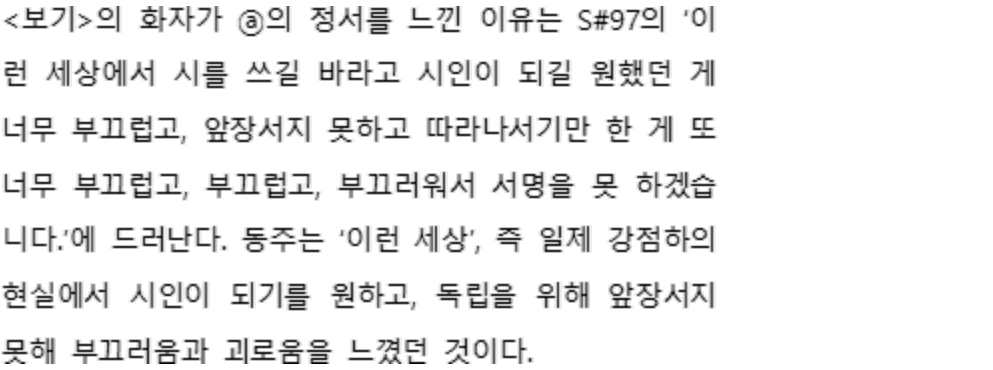 <보기>의 화자가 ⓐ의 정서를 느낀 이유는 S#97의 '이
런 세상에서 시를 쓰길 바라고 시인이 되길 원했던 게
너무 부끄럽고, 앞장서지 못하고 따라나서기만 한 게 또
너무 부끄럽고, 부끄럽고, 부끄러워서 서명을 못 하겠습
니다.'에 드러난다. 동주는 '이런 세상', 즉 일제 강점하의
현실에서 시인이 되기를 원하고, 독립을 위해 앞장서지
못해 부끄러움과 괴로움을 느꼈던 것이다.